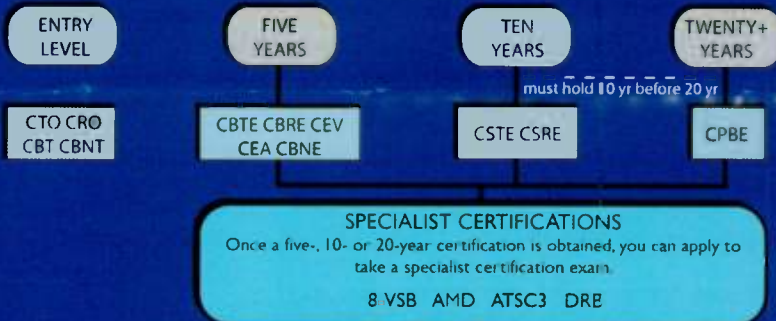 ENTRY
LEVEL
FIVE
YEARS
TEN
YEARS
TWENTY+
YEARS
must hold 10 yr before 20 yr
CTO CRO
CBT CBNT
CBTE CBRE CEV
CEA CBNE
CSTE CSRE
CPBE
SPECIALIST CERTIFICATIONS
Once a five-, 10- or 20-year certification is obtained, you can apply to
take a specialist certification exam.
8 VSB AMD ATSC3 DRB